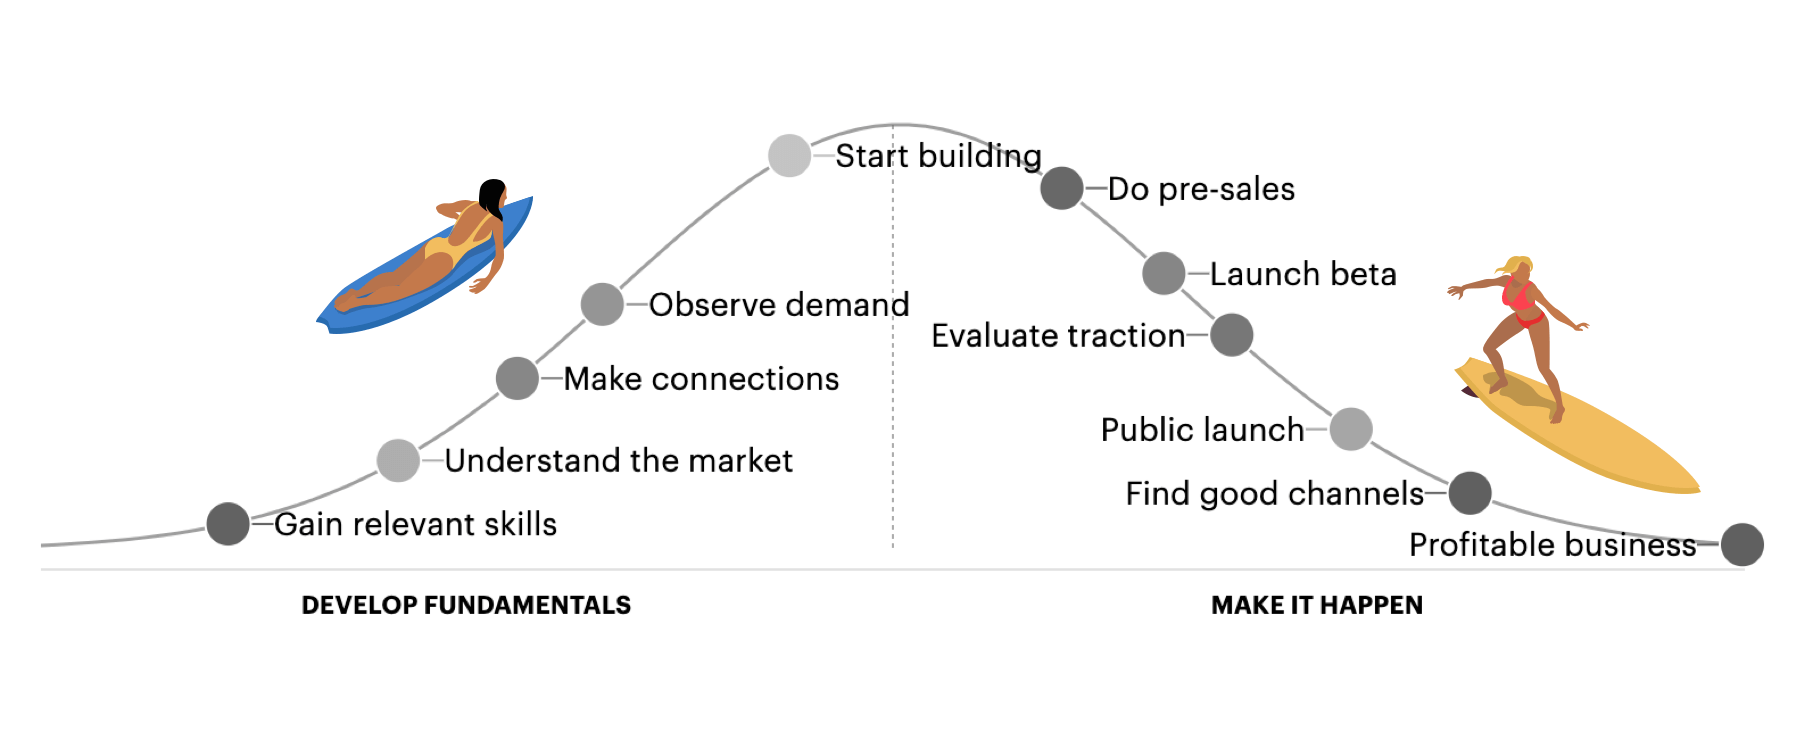 Start building
Do pre-sales
Launch beta
Observe demand
Evaluate traction
Make connections
Public launch
Understand the market
Find good channels
Gain relevant skills
Profitable business
DEVELOP FUNDAMENTALS
MAKE IT HAPPEN